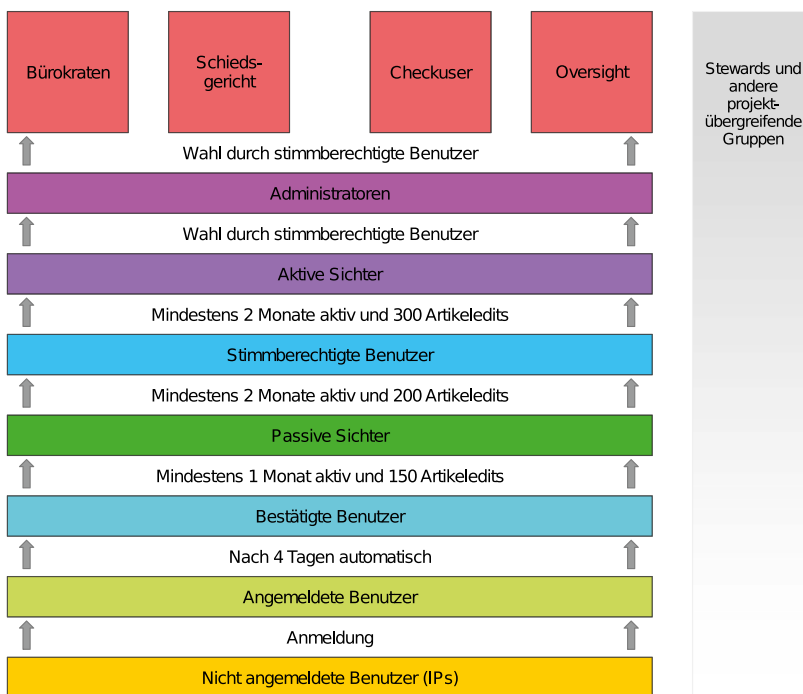 Bürokraten
Schieds-
gericht
Checkuser
Oversight
Stewards und
andere
projekt-
übergreifende
Gruppen
Wahl durch stimmberechtigte Benutzer
Administratoren
Wahl durch stimmberechtigte Benutzer
Aktive Sichter
Mindestens 2 Monate aktiv und 300 Artikeledits
Stimmberechtigte Benutzer
Mindestens 2 Monate aktiv und 200 Artikeledits
Passive Sichter
Mindestens 1 Monat aktiv und 150 Artikeledits
Bestätigte Benutzer
Nach 4 Tagen automatisch
Angemeldete Benutzer
Anmeldung
Nicht angemeldete Benutzer (IPs)